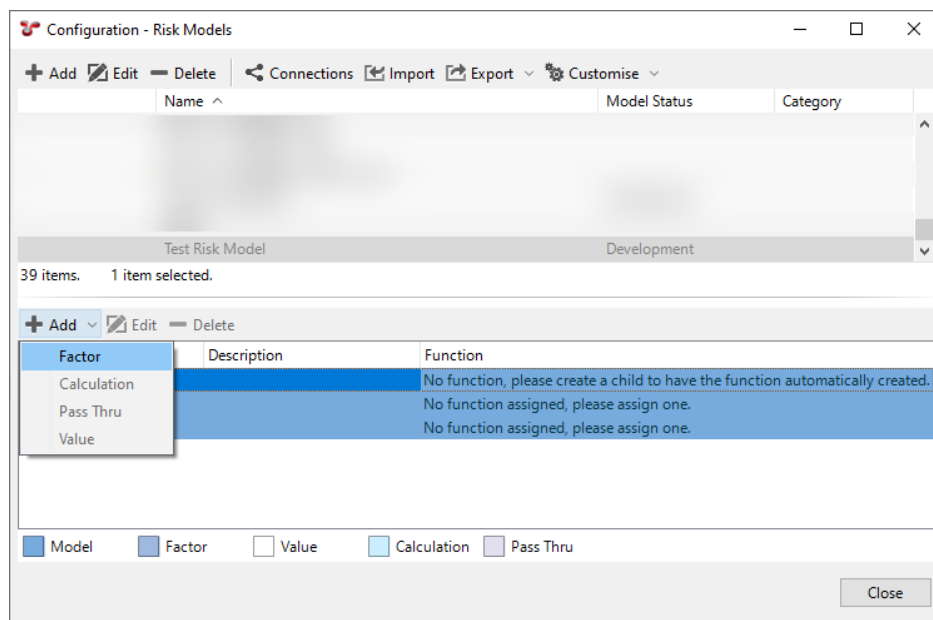 Configuration - Risk Models
Add Edit Delete Connections Import Export Customise
Name Model Status Category
Test Risk Model Development
39 items. 1 item selected.
Add Edit Delete
Description Function
Factor
No function, please create a child to have the function automatically created.
Calculation
No function assigned, please assign one.
Pass Thru
No function assigned, please assign one.
Value
Model Factor Value Calculation Pass Thru
Close